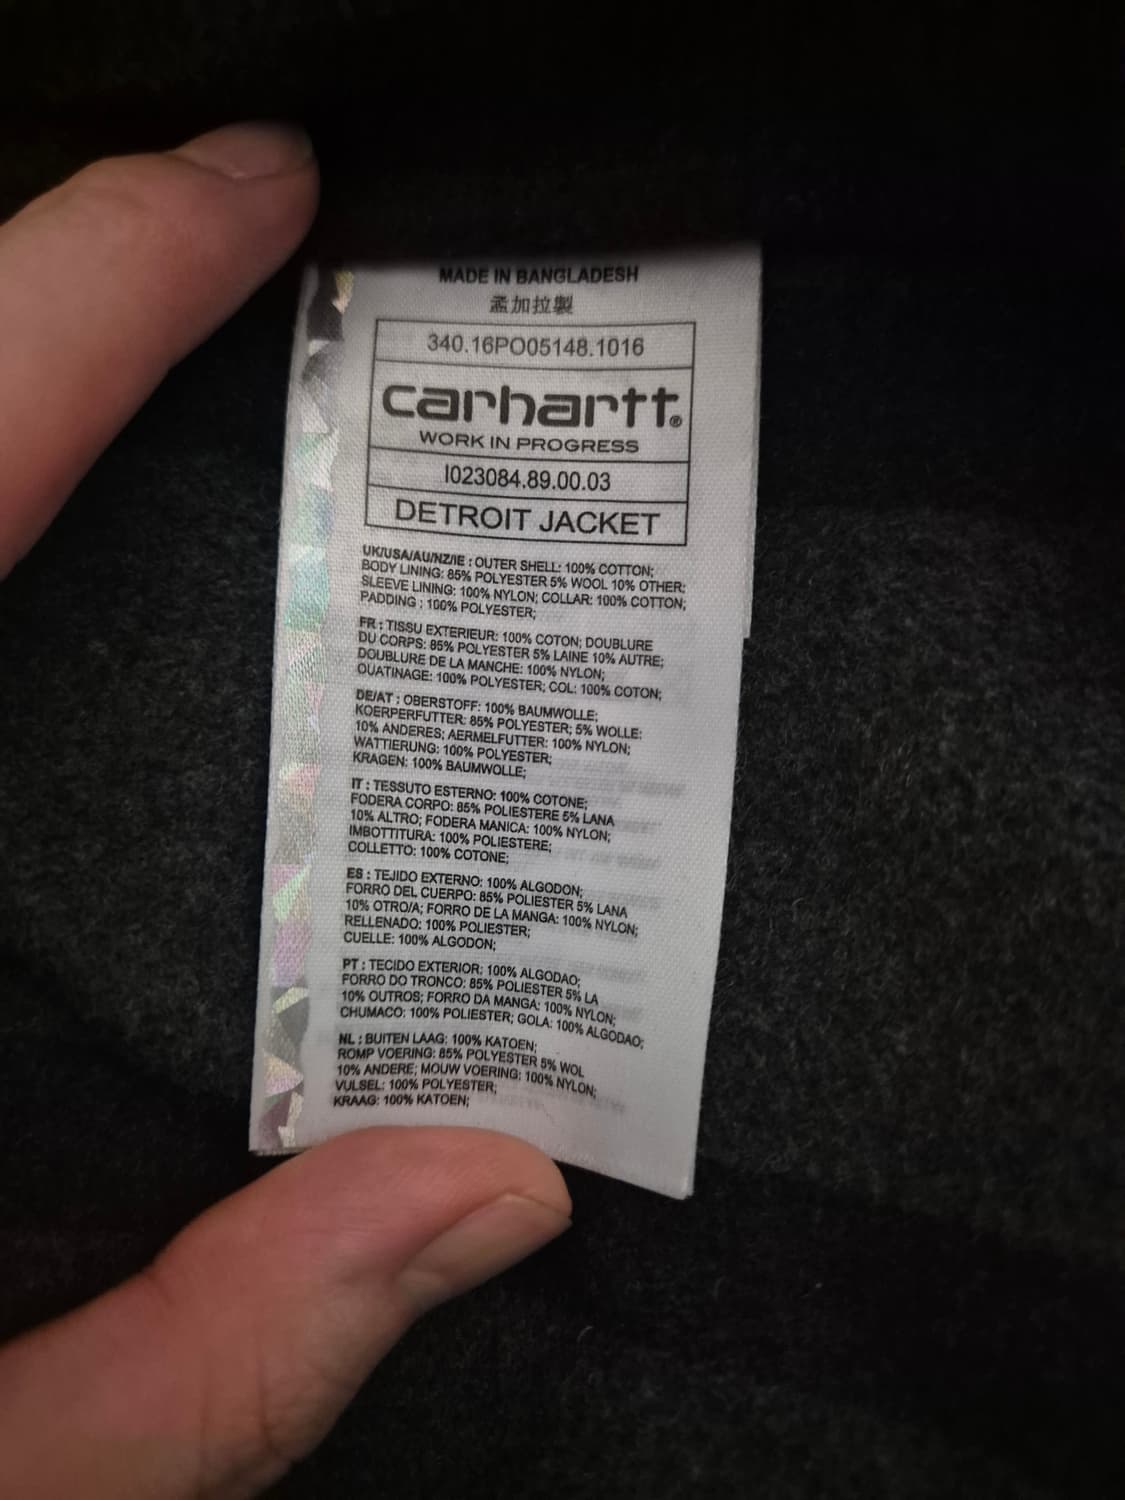 MADE IN BANGLADESH
孟加拉製
340.16PO05148.1016
carhartt®
WORK IN PROGRESS
I023084.89.00.03
DETROIT JACKET
UK/USA/AU/NZ/IE : OUTER SHELL: 100% COTTON;
BODY LINING: 85% POLYESTER 5% WOOL 10% OTHER;
SLEEVE LINING: 100% NYLON; COLLAR: 100% COTTON;
PADDING : 100% POLYESTER;
FR : TISSU EXTERIEUR: 100% COTON; DOUBLURE
DU CORPS: 85% POLYESTER 5% LAINE 10% AUTRE;
DOUBLURE DE LA MANCHE: 100% NYLON;
OUATINAGE: 100% POLYESTER; COL: 100% COTON;
DE/AT : OBERSTOFF: 100% BAUMWOLLE;
KOERPERFUTTER: 85% POLYESTER; 5% WOLLE:
10% ANDERES; AERMELFUTTER: 100% NYLON;
WATTIERUNG: 100% POLYESTER;
KRAGEN: 100% BAUMWOLLE;
IT : TESSUTO ESTERNO: 100% COTONE;
FODERA CORPO: 85% POLIESTERE 5% LANA
10% ALTRO; FODERA MANICA: 100% NYLON;
IMBOTTITURA: 100% POLIESTERE;
COLLETTO: 100% COTONE;
ES : TEJIDO EXTERNO: 100% ALGODON;
FORRO DEL CUERPO: 85% POLIESTER 5% LANA
10% OTRO/A; FORRO DE LA MANGA: 100% NYLON;
RELLENADO: 100% POLIESTER;
CUELLE: 100% ALGODON;
PT : TECIDO EXTERIOR: 100% ALGODAO;
FORRO DO TRONCO: 85% POLIESTER 5% LA
10% OUTROS; FORRO DA MANGA: 100% NYLON;
CHUMACO: 100% POLIESTER; GOLA: 100% ALGODAO;
NL : BUITEN LAAG: 100% KATOEN;
ROMP VOERING: 85% POLYESTER 5% WOL
10% ANDERE; MOUW VOERING: 100% NYLON;
VULSEL: 100% POLYESTER;
KRAAG: 100% KATOEN;